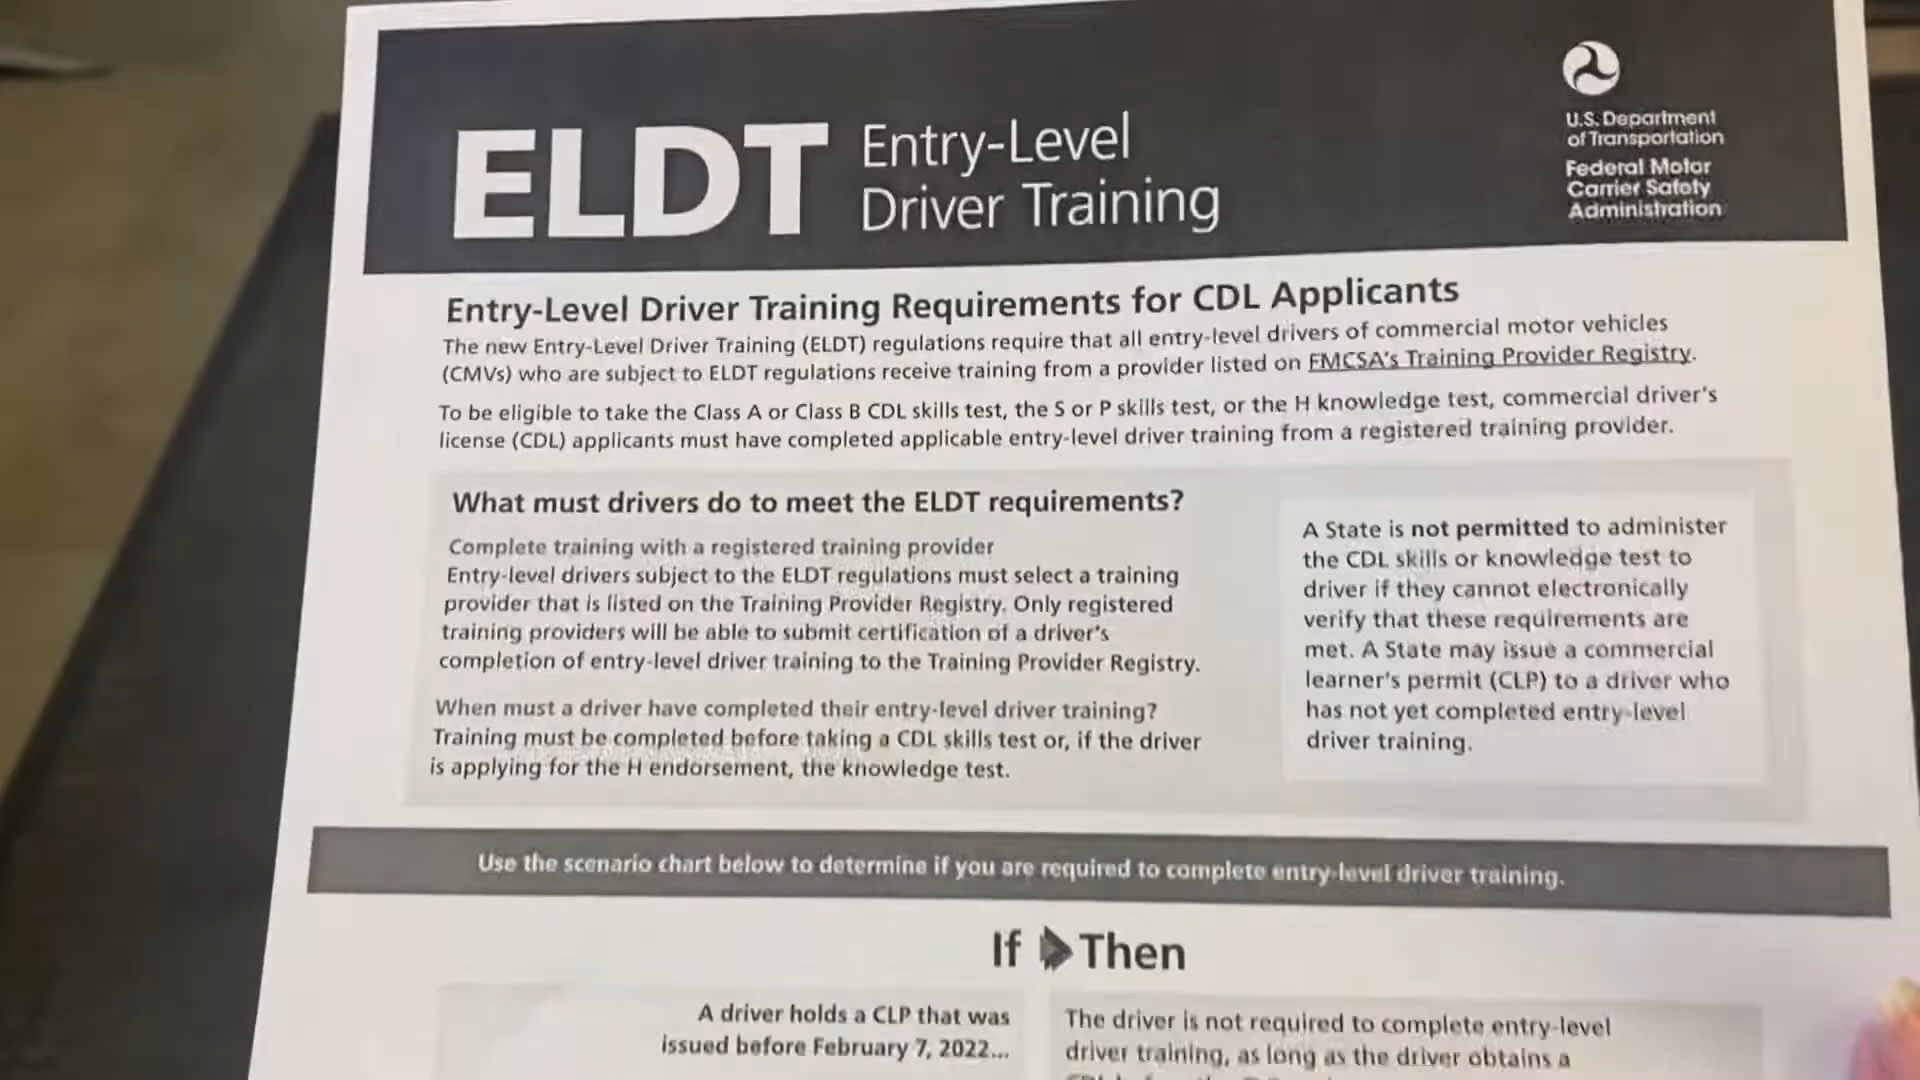 ELDT Entry-Level
Driver Training
U.S. Department
of Transportation
Federal Motor
Carrier Safety
Administration
Entry-Level Driver Training Requirements for CDL Applicants
The new Entry-Level Driver Training (ELDT) regulations require that all entry-level drivers of commercial motor vehicles
(CMVs) who are subject to ELDT regulations receive training from a provider listed on FMCSA's Training Provider Registry.
To be eligible to take the Class A or Class B CDL skills test, the S or P skills test, or the H knowledge test, commercial driver's
license (CDL) applicants must have completed applicable entry-level driver training from a registered training provider.
What must drivers do to meet the ELDT requirements?
Complete training with a registered training provider
Entry-level drivers subject to the ELDT regulations must select a training
provider that is listed on the Training Provider Registry. Only registered
training providers will be able to submit certification of a driver's
completion of entry-level driver training to the Training Provider Registry.
When must a driver have completed their entry-level driver training?
Training must be completed before taking a CDL skills test or, if the driver
is applying for the H endorsement, the knowledge test.
A State is not permitted to administer
the CDL skills or knowledge test to
driver if they cannot electronically
verify that these requirements are
met. A State may issue a commercial
learner's permit (CLP) to a driver who
has not yet completed entry-level
driver training.
Use the scenario chart below to determine if you are required to complete entry-level driver training.
If Then
A driver holds a CLP that was
issued before February 7, 2022...
The driver is not required to complete entry-level
driver training, as long as the driver obtains a